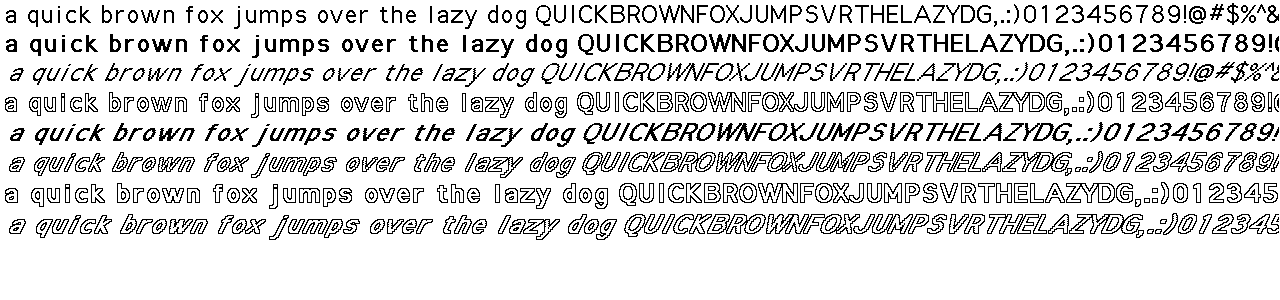 a quick brown fox jumps over the lazy dog QUICKBROWNFOXJUMPSVRTHELAZYDG,.:)0123456789!@#$%^&
a quick brown fox jumps over the lazy dog QUICKBROWNFOXJUMPSVRTHELAZYDG,.:)0123456789!
a quick brown fox jumps over the lazy dog QUICKBROWNFOXJUMPSVRTHELAZYDG,.:)0123456789!@#$%^&
a quick brown fox jumps over the lazy dog QUICKBROWNFOXJUMPSVRTHELAZYDG,.:)0123456789!
a quick brown fox jumps over the lazy dog QUICKBROWNFOXJUMPSVRTHELAZYDG,.:)0123456789!
a quick brown fox jumps over the lazy dog QUICKBROWNFOXJUMPSVRTHELAZYDG,.:)0123456789!
a quick brown fox jumps over the lazy dog QUICKBROWNFOXJUMPSVRTHELAZYDG,.:)012345
a quick brown fox jumps over the lazy dog QUICKBROWNFOXJUMPSVRTHELAZYDG,.:)012345